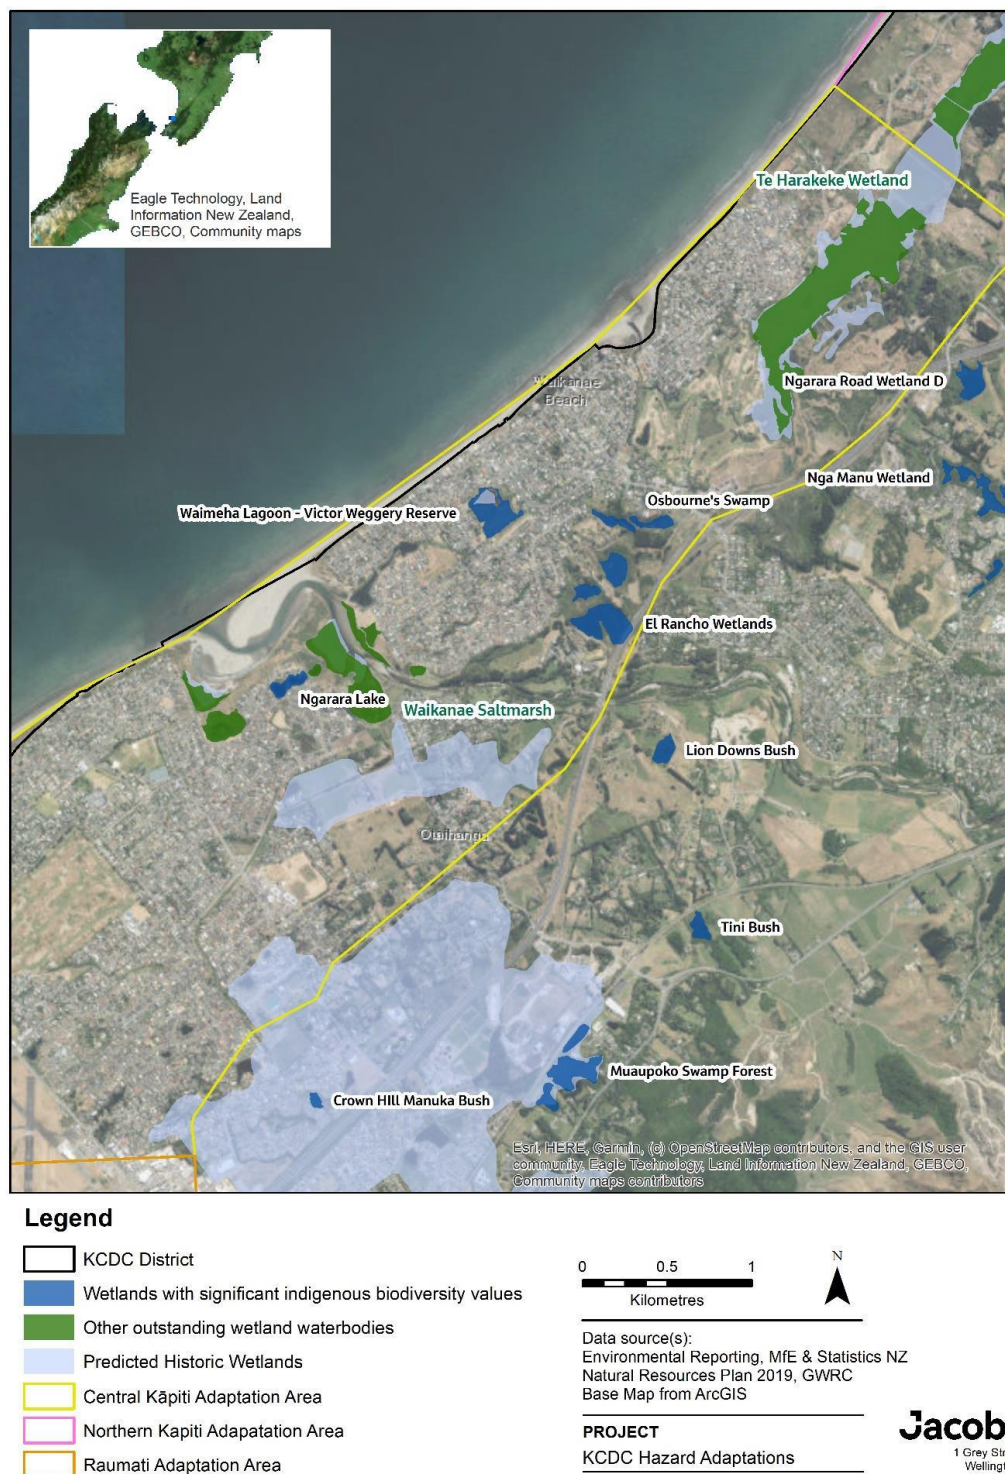 Eagle Technology, Land
Information New Zealand,
GEBCO, Community maps
Te Harakeke Wetland
Waikanae
Beach
Ngarara Road Wetland D
Nga Manu Wetland
Osbourne's Swamp
Waimeha Lagoon - Victor Weggery Reserve
El Rancho Wetlands
Ngarara Lake
Waikanae Saltmarsh
Lion Downs Bush
Otaihanga
Tini Bush
Muaupoko Swamp Forest
Crown HIll Manuka Bush
Esri, HERE, Garmin, (c) OpenStreetMap contributors, and the GIS user
community, Eagle Technology, Land Information New Zealand, GEBCO,
Community maps contributors
Legend
KCDC District
Wetlands with significant indigenous biodiversity values
Other outstanding wetland waterbodies
Predicted Historic Wetlands
Central Kāpiti Adaptation Area
Northern Kapiti Adapatation Area
Raumati Adaptation Area
0 0.5 1
Kilometres
N
Data source(s):
Environmental Reporting, MfE & Statistics NZ
Natural Resources Plan 2019, GWRC
Base Map from ArcGIS
PROJECT
KCDC Hazard Adaptations
Jacob
1 Grey Str
Welling